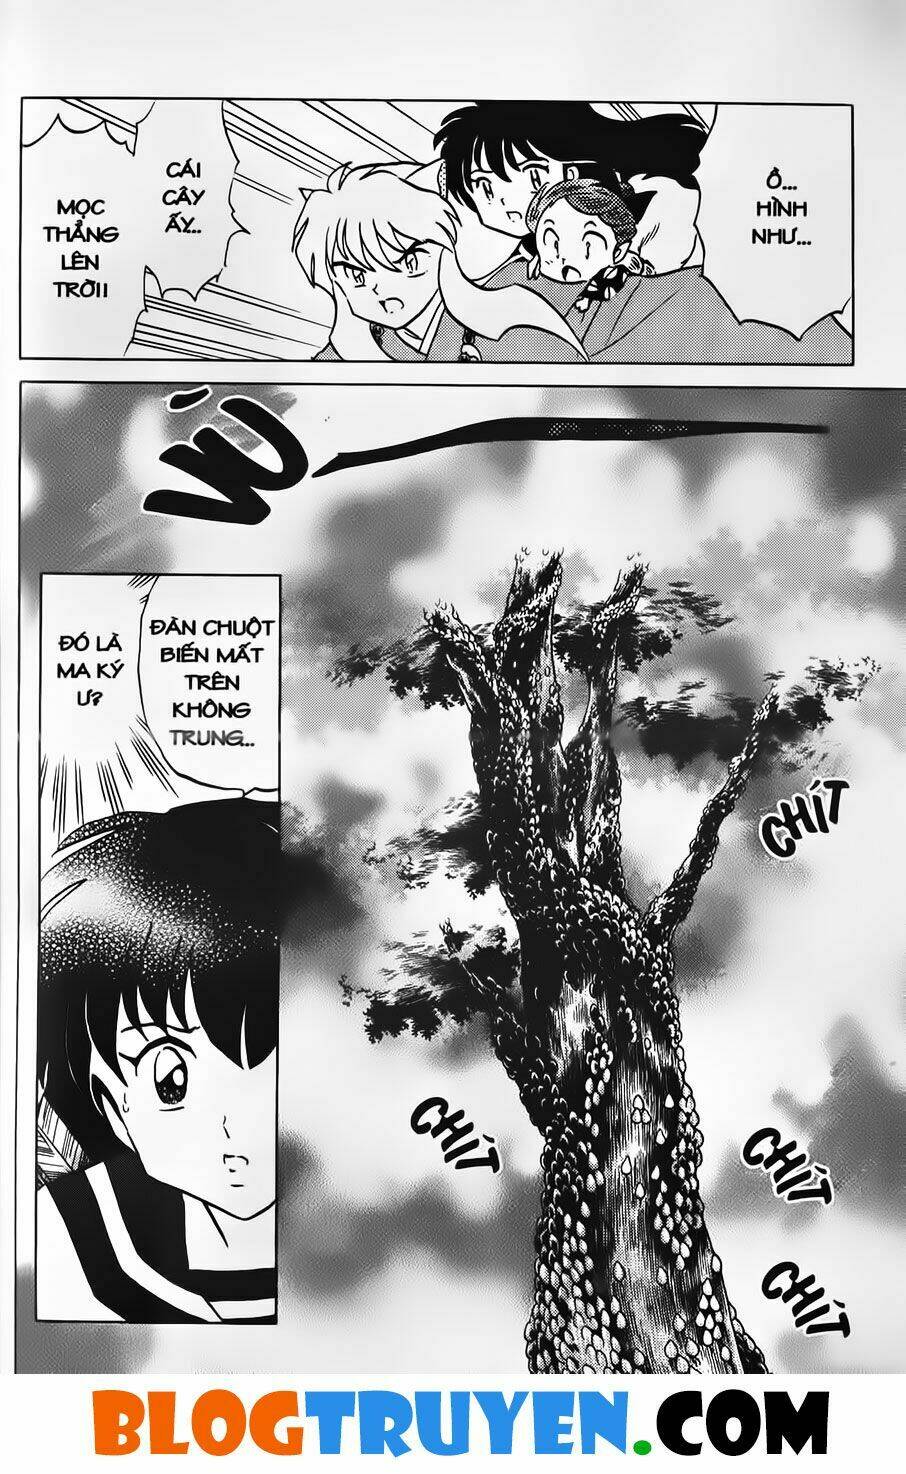 Ồ...
HÌNH
NHƯ...
CÁI
CÂY
ẤY...
MỌC
THẲNG
LÊN
TRỜI!
VÚ
ĐÀN CHUỘT
BIẾN MẤT
TRÊN
KHÔNG
TRUNG...
ĐÓ LÀ
MA KÝ
Ư?
CHÍT
CHÍT
CHÍT
CHÍT
BLOGTRUYEN.COM